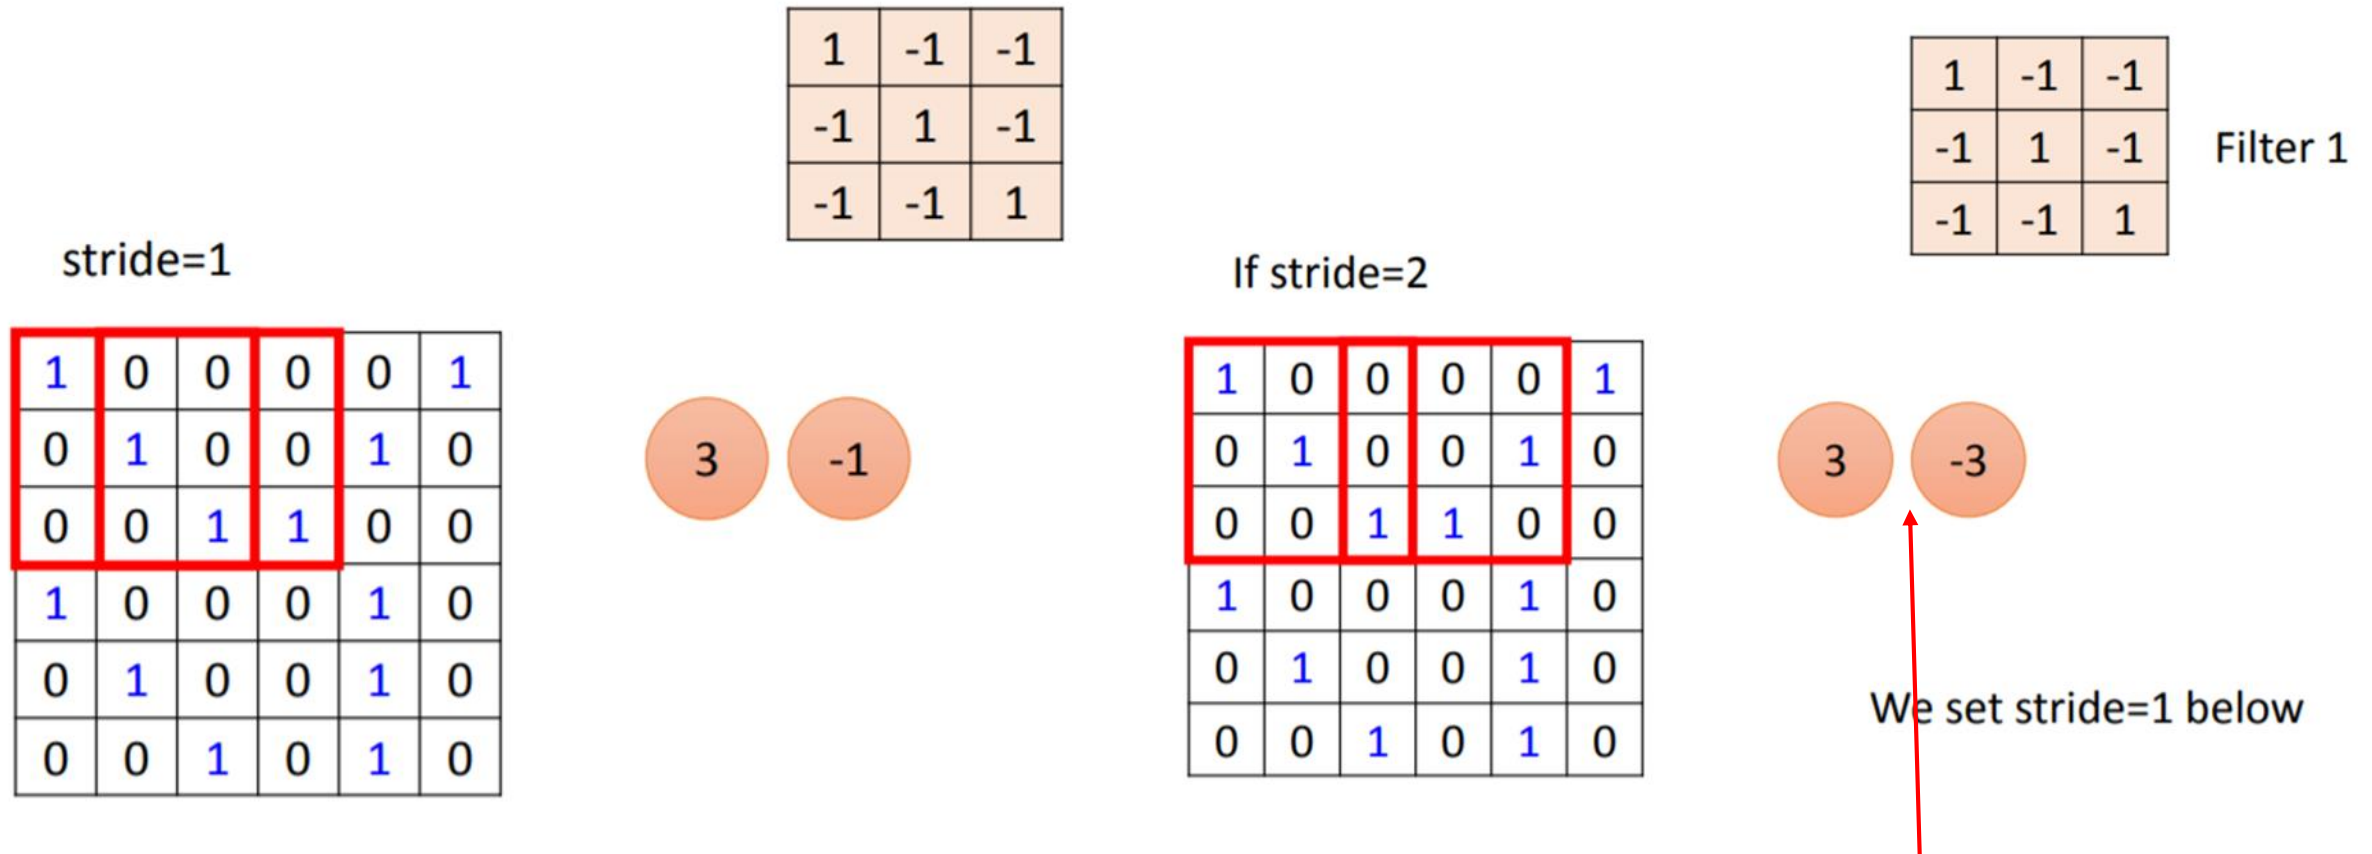 1 -1 -1
-1 1 -1
-1 -1 1
stride=1
1 0 0 0 0 1
0 1 0 0 1 0
0 0 1 1 0 0
1 0 0 0 1 0
0 1 0 0 1 0
0 0 1 0 1 0
3 -1
1 -1 -1
-1 1 -1
-1 -1 1
Filter 1
If stride=2
1 0 0 0 0 1
0 1 0 0 1 0
0 0 1 1 0 0
1 0 0 0 1 0
0 1 0 0 1 0
0 0 1 0 1 0
3 -3
We set stride=1 below